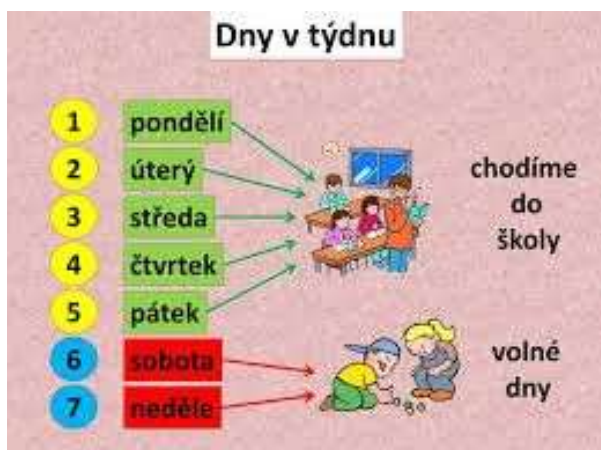 Dny v týdnu
1 pondělí
2 úterý
3 středa
4 čtvrtek
5 pátek
6 sobota
7 neděle
chodíme
do
školy
volné
dny